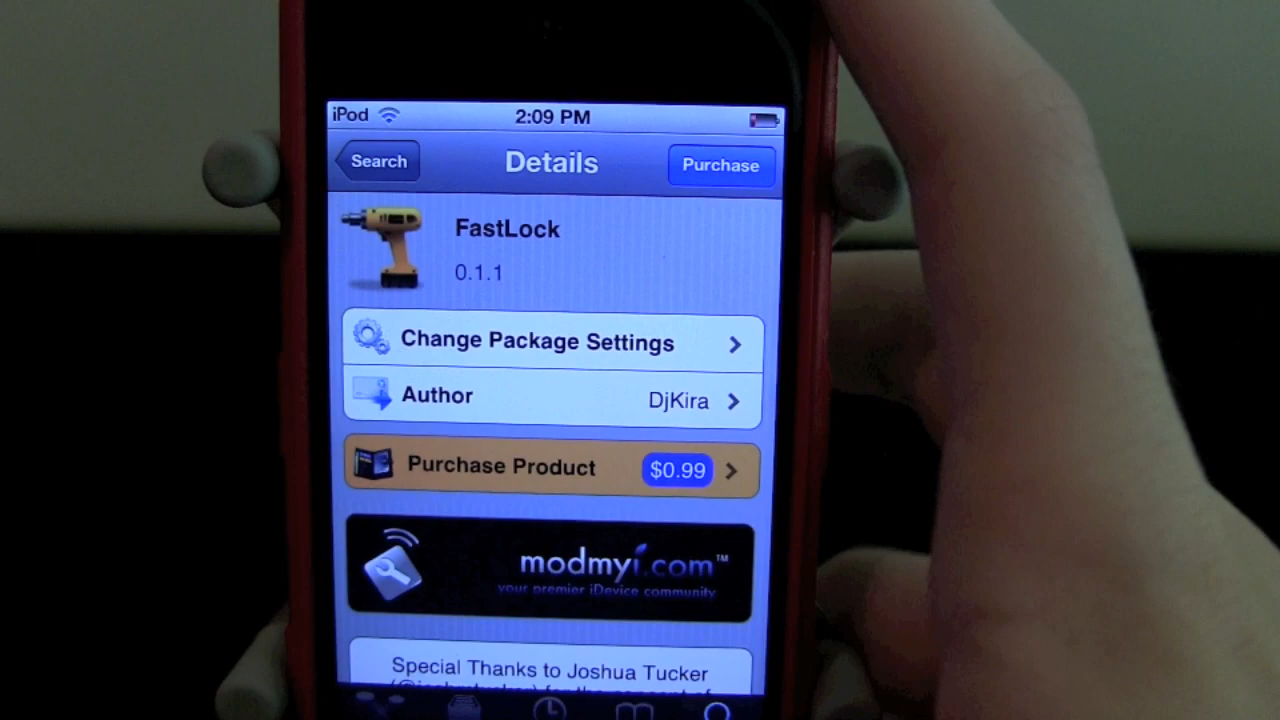 iPod 2:09 PM
Search Details Purchase
FastLock
0.1.1
Change Package Settings
Author DjKira
Purchase Product $0.99
modmyi.com™
your premier iDevice community
Special Thanks to Joshua Tucker